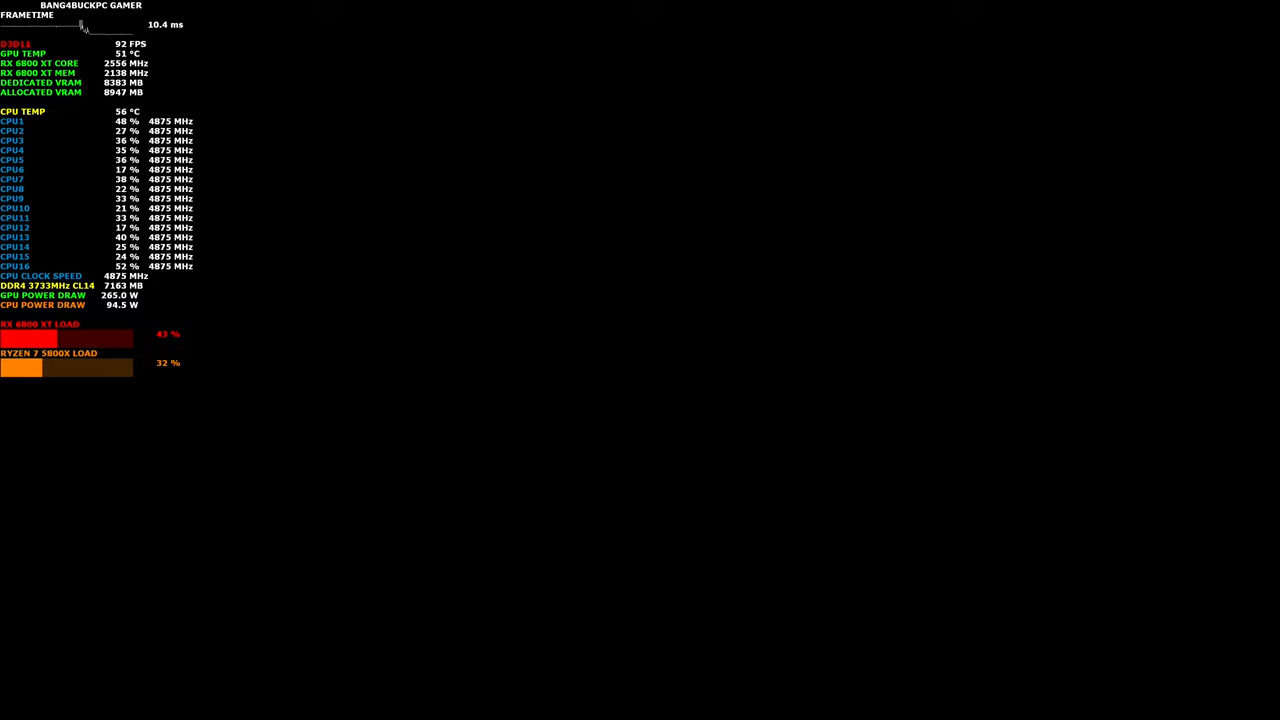 BANG4BUCKPC GAMER
FRAMETIME
10.4 ms
D3D11 92 FPS
GPU TEMP 51 °C
RX 6800 XT CORE 2556 MHz
RX 6800 XT MEM 2138 MHz
DEDICATED VRAM 8383 MB
ALLOCATED VRAM 8947 MB
CPU TEMP 56 °C
CPU1 48 % 4875 MHz
CPU2 27 % 4875 MHz
CPU3 36 % 4875 MHz
CPU4 35 % 4875 MHz
CPU5 36 % 4875 MHz
CPU6 17 % 4875 MHz
CPU7 38 % 4875 MHz
CPU8 22 % 4875 MHz
CPU9 33 % 4875 MHz
CPU10 21 % 4875 MHz
CPU11 33 % 4875 MHz
CPU12 17 % 4875 MHz
CPU13 40 % 4875 MHz
CPU14 25 % 4875 MHz
CPU15 24 % 4875 MHz
CPU16 52 % 4875 MHz
CPU CLOCK SPEED 4875 MHz
DDR4 3733MHz CL14 7163 MB
GPU POWER DRAW 265.0 W
CPU POWER DRAW 94.5 W
RX 6800 XT LOAD
43 %
RYZEN 7 5800X LOAD
32 %